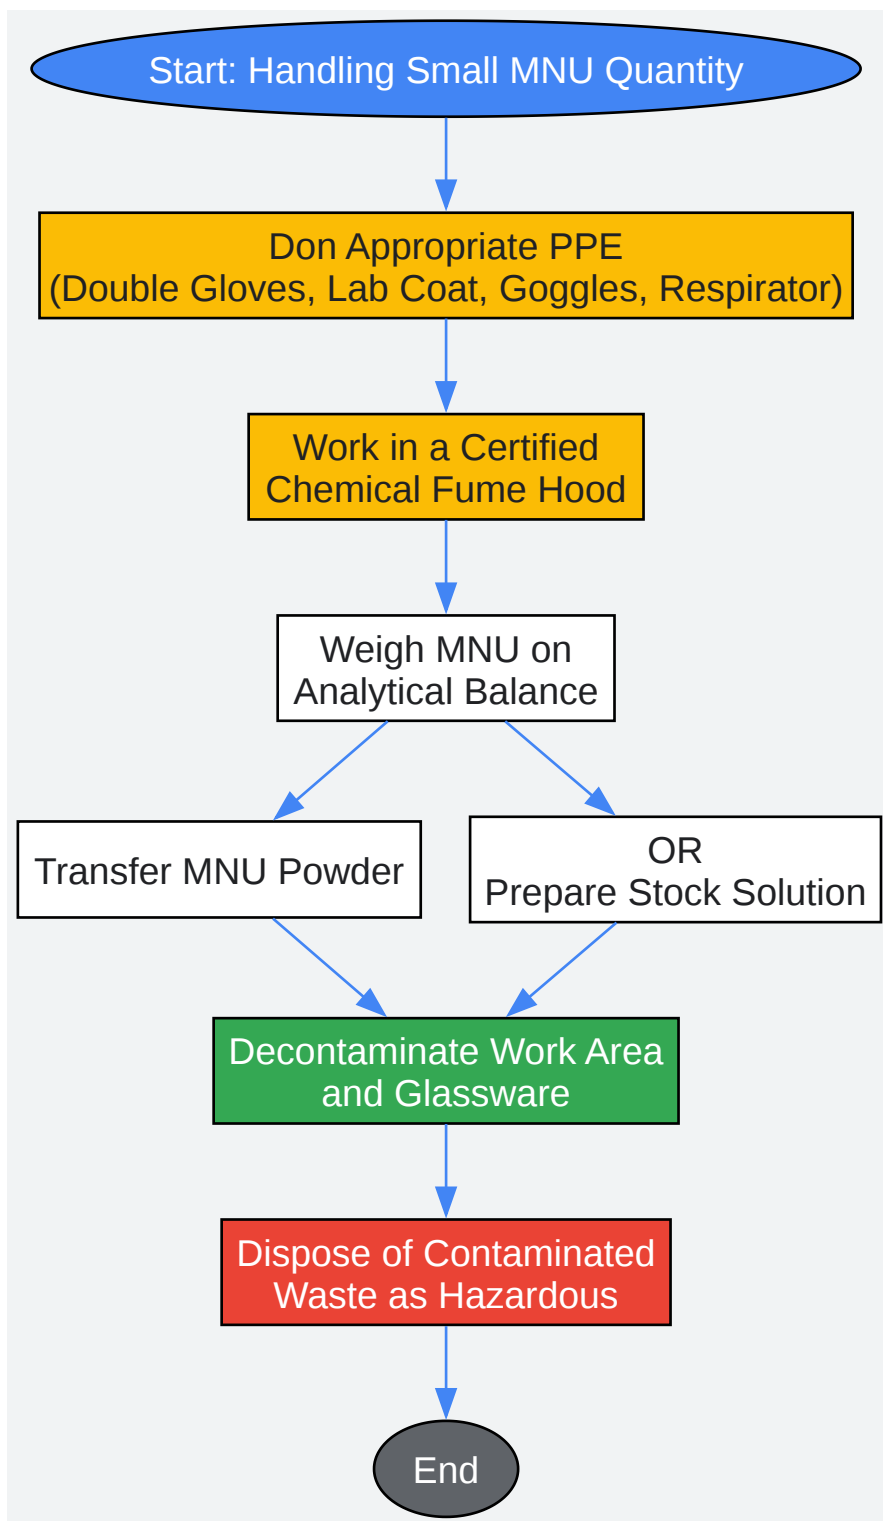 Start: Handling Small MNU Quantity
Don Appropriate PPE
(Double Gloves, Lab Coat, Goggles, Respirator)
Work in a Certified
Chemical Fume Hood
Weigh MNU on
Analytical Balance
Transfer MNU Powder
OR
Prepare Stock Solution
Decontaminate Work Area
and Glassware
Dispose of Contaminated
Waste as Hazardous
End